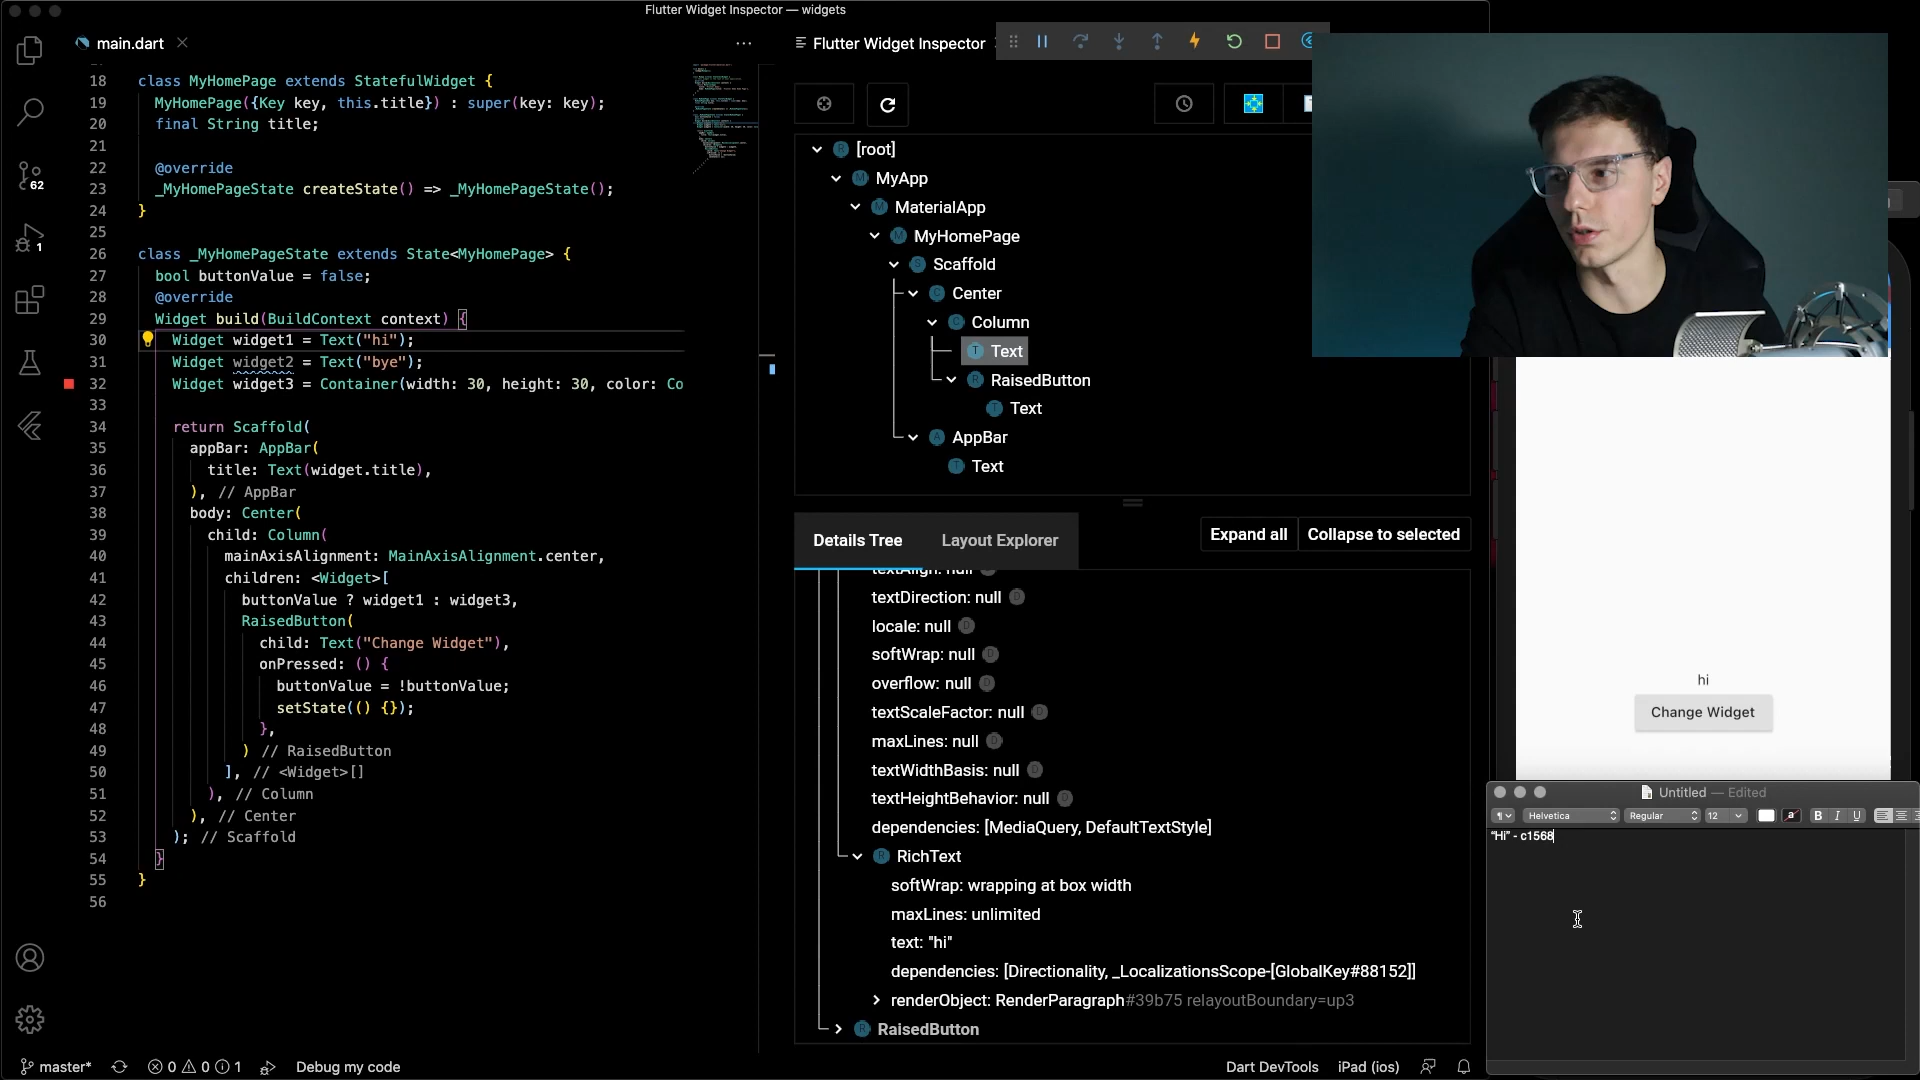 Flutter Widget Inspector — widgets
main.dart
18 class MyHomePage extends StatefulWidget {
19 MyHomePage({Key key, this.title}) : super(key: key);
20 final String title;
21
22 @override
23 _MyHomePageState createState() => _MyHomePageState();
24 }
25
26 class _MyHomePageState extends State<MyHomePage> {
27 bool buttonValue = false;
28 @override
29 Widget build(BuildContext context) {
30 Widget widget1 = Text("hi");
31 Widget widget2 = Text("bye");
32 Widget widget3 = Container(width: 30, height: 30, color: Co
33
34 return Scaffold(
35 appBar: AppBar(
36 title: Text(widget.title),
37 ), // AppBar
38 body: Center(
39 child: Column(
40 mainAxisAlignment: MainAxisAlignment.center,
41 children: <Widget>[
42 buttonValue ? widget1 : widget3,
43 RaisedButton(
44 child: Text("Change Widget"),
45 onPressed: () {
46 buttonValue = !buttonValue;
47 setState(() {});
48 },
49 ) // RaisedButton
50 ], // <Widget>[]
51 ), // Column
52 ), // Center
53 ); // Scaffold
54 }
55 }
56
62
1
Flutter Widget Inspector
[root]
MyApp
MaterialApp
MyHomePage
Scaffold
Center
Column
Text
RaisedButton
Text
AppBar
Text
Details Tree Layout Explorer Expand all Collapse to selected
textAlign: null
textDirection: null
locale: null
softWrap: null
overflow: null
textScaleFactor: null
maxLines: null
textWidthBasis: null
textHeightBehavior: null
dependencies: [MediaQuery, DefaultTextStyle]
RichText
softWrap: wrapping at box width
maxLines: unlimited
text: "hi"
dependencies: [Directionality, _LocalizationsScope-[GlobalKey#88152]]
renderObject: RenderParagraph#39b75 relayoutBoundary=up3
RaisedButton
hi
Change Widget
Untitled — Edited
Helvetica Regular 12 a B I U
“Hi” - c1568
master* 0 0 1 Debug my code Dart DevTools iPad (ios)